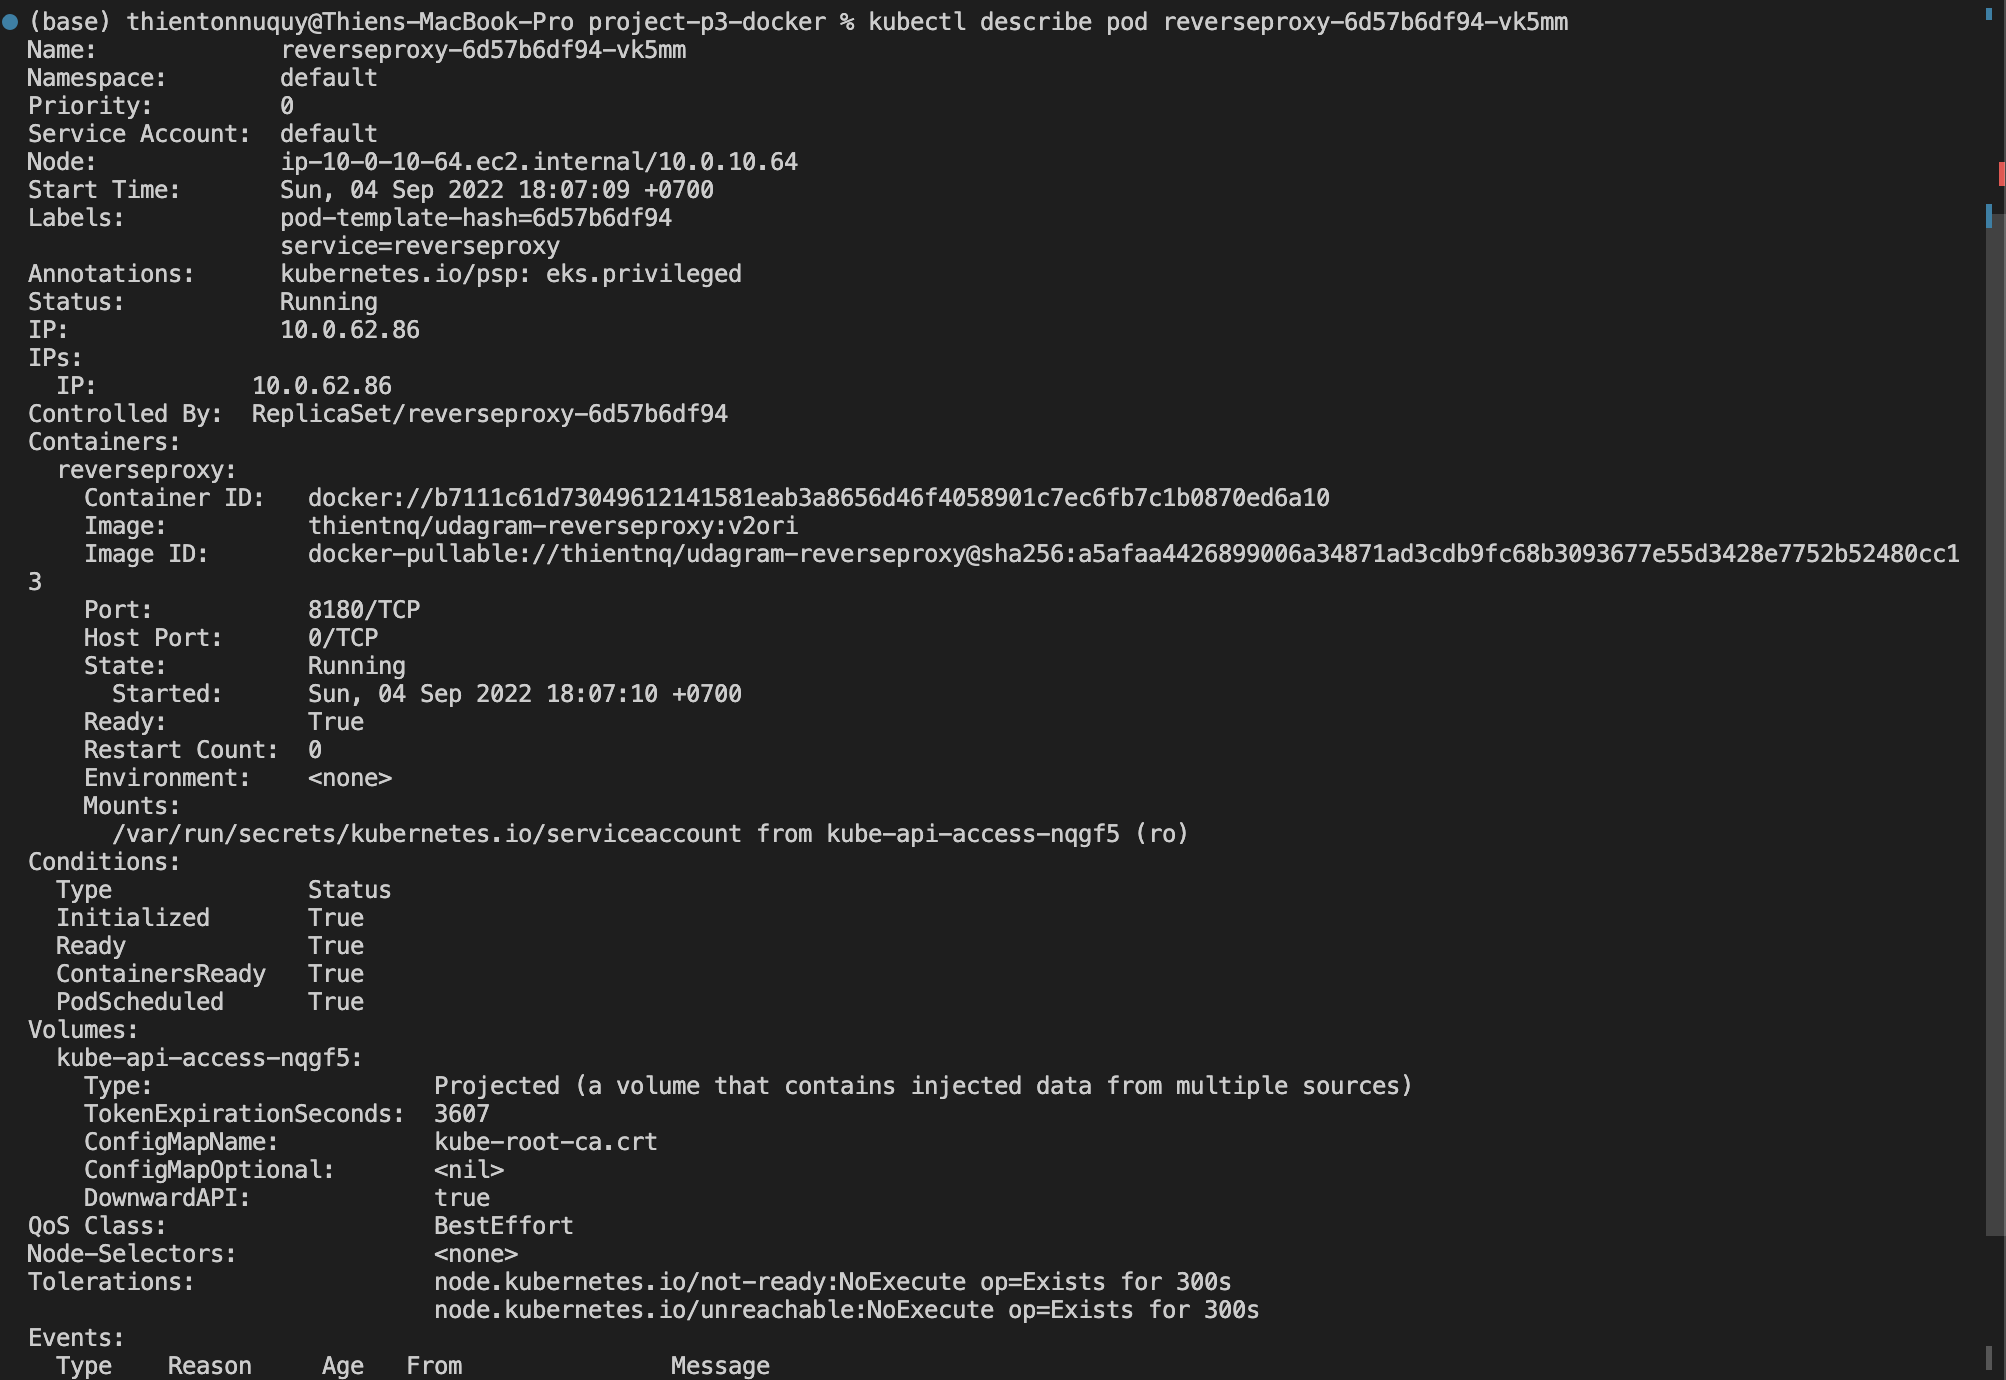 (base) thientonnuquy@Thiens-MacBook-Pro project-p3-docker % kubectl describe pod reverseproxy-6d57b6df94-vk5mm
Name:             reverseproxy-6d57b6df94-vk5mm
Namespace:        default
Priority:         0
Service Account:  default
Node:             ip-10-0-10-64.ec2.internal/10.0.10.64
Start Time:       Sun, 04 Sep 2022 18:07:09 +0700
Labels:           pod-template-hash=6d57b6df94
                  service=reverseproxy
Annotations:      kubernetes.io/psp: eks.privileged
Status:           Running
IP:               10.0.62.86
IPs:
  IP:           10.0.62.86
Controlled By:  ReplicaSet/reverseproxy-6d57b6df94
Containers:
  reverseproxy:
    Container ID:   docker://b7111c61d73049612141581eab3a8656d46f4058901c7ec6fb7c1b0870ed6a10
    Image:          thientnq/udagram-reverseproxy:v2ori
    Image ID:       docker-pullable://thientnq/udagram-reverseproxy@sha256:a5afaa4426899006a34871ad3cdb9fc68b3093677e55d3428e7752b52480cc1
3
    Port:           8180/TCP
    Host Port:      0/TCP
    State:          Running
      Started:      Sun, 04 Sep 2022 18:07:10 +0700
    Ready:          True
    Restart Count:  0
    Environment:    <none>
    Mounts:
      /var/run/secrets/kubernetes.io/serviceaccount from kube-api-access-nqgf5 (ro)
Conditions:
  Type              Status
  Initialized       True
  Ready             True
  ContainersReady   True
  PodScheduled      True
Volumes:
  kube-api-access-nqgf5:
    Type:                    Projected (a volume that contains injected data from multiple sources)
    TokenExpirationSeconds:  3607
    ConfigMapName:           kube-root-ca.crt
    ConfigMapOptional:       <nil>
    DownwardAPI:             true
QoS Class:                   BestEffort
Node-Selectors:              <none>
Tolerations:                 node.kubernetes.io/not-ready:NoExecute op=Exists for 300s
                             node.kubernetes.io/unreachable:NoExecute op=Exists for 300s
Events:
  Type    Reason     Age   From               Message